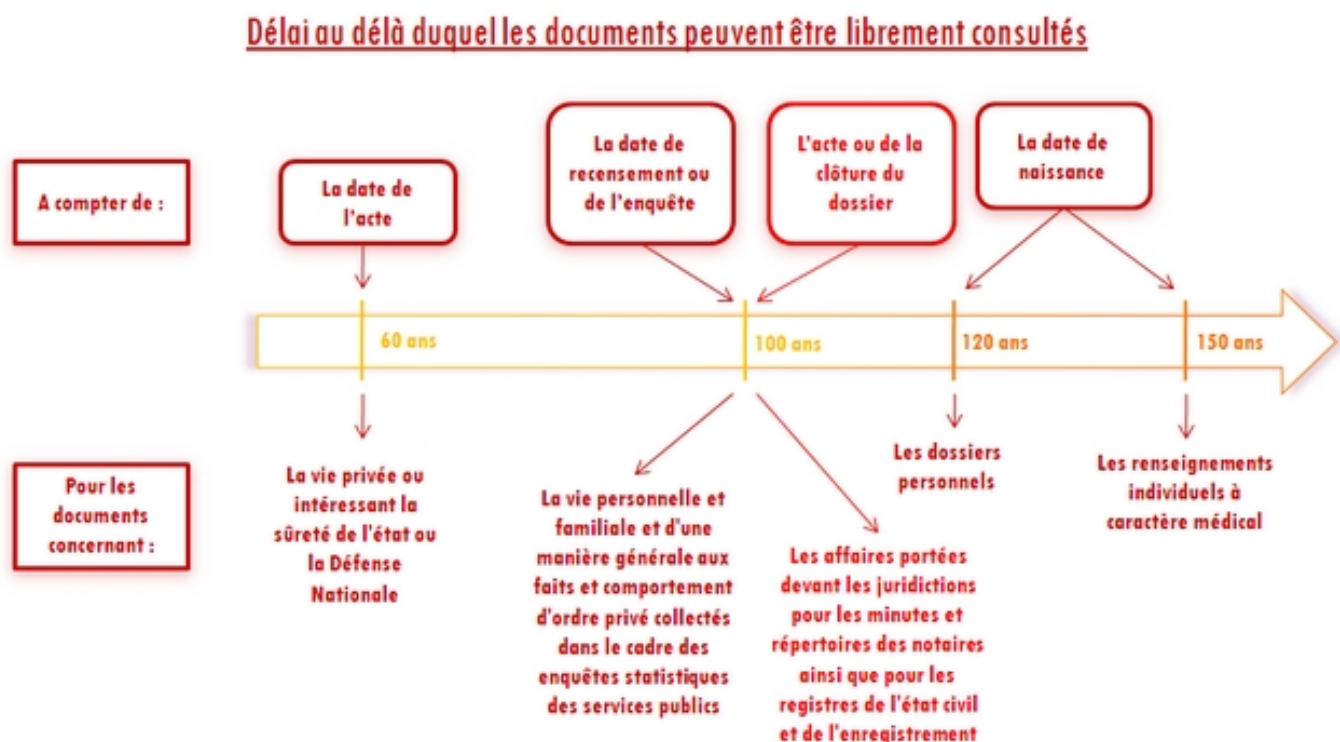 Délai au délà duquel les documents peuvent être librement consultés
A compter de :
La date de
l'acte
La date de
recensement ou
de l'enquête
L'acte ou de la
clôture du
dossier
La date de
naissance
60 ans
100 ans
120 ans
150 ans
Pour les
documents
concernant :
La vie privée ou
intéressant la
sûreté de l'état ou
la Défense
Nationale
La vie personnelle et
familiale et d'une
manière générale aux
faits et comportement
d'ordre privé collectés
dans le cadre des
enquêtes statistiques
des services publics
Les affaires portées
devant les juridictions
pour les minutes et
répertoires des notaires
ainsi que pour les
registres de l'état civil
et de l'enregistrement
Les dossiers
personnels
Les renseignements
individuels à
caractère médical